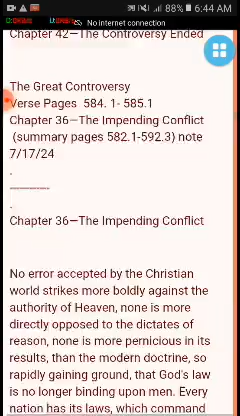 88% 6:44 AM
No internet connection
Chapter 42—The Controversy Ended
The Great Controversy
Verse Pages 584. 1- 585.1
Chapter 36—The Impending Conflict
(summary pages 582.1-592.3) note
7/17/24
.
----------
.
Chapter 36—The Impending Conflict
No error accepted by the Christian
world strikes more boldly against the
authority of Heaven, none is more
directly opposed to the dictates of
reason, none is more pernicious in its
results, than the modern doctrine, so
rapidly gaining ground, that God's law
is no longer binding upon men. Every
nation has its laws, which command